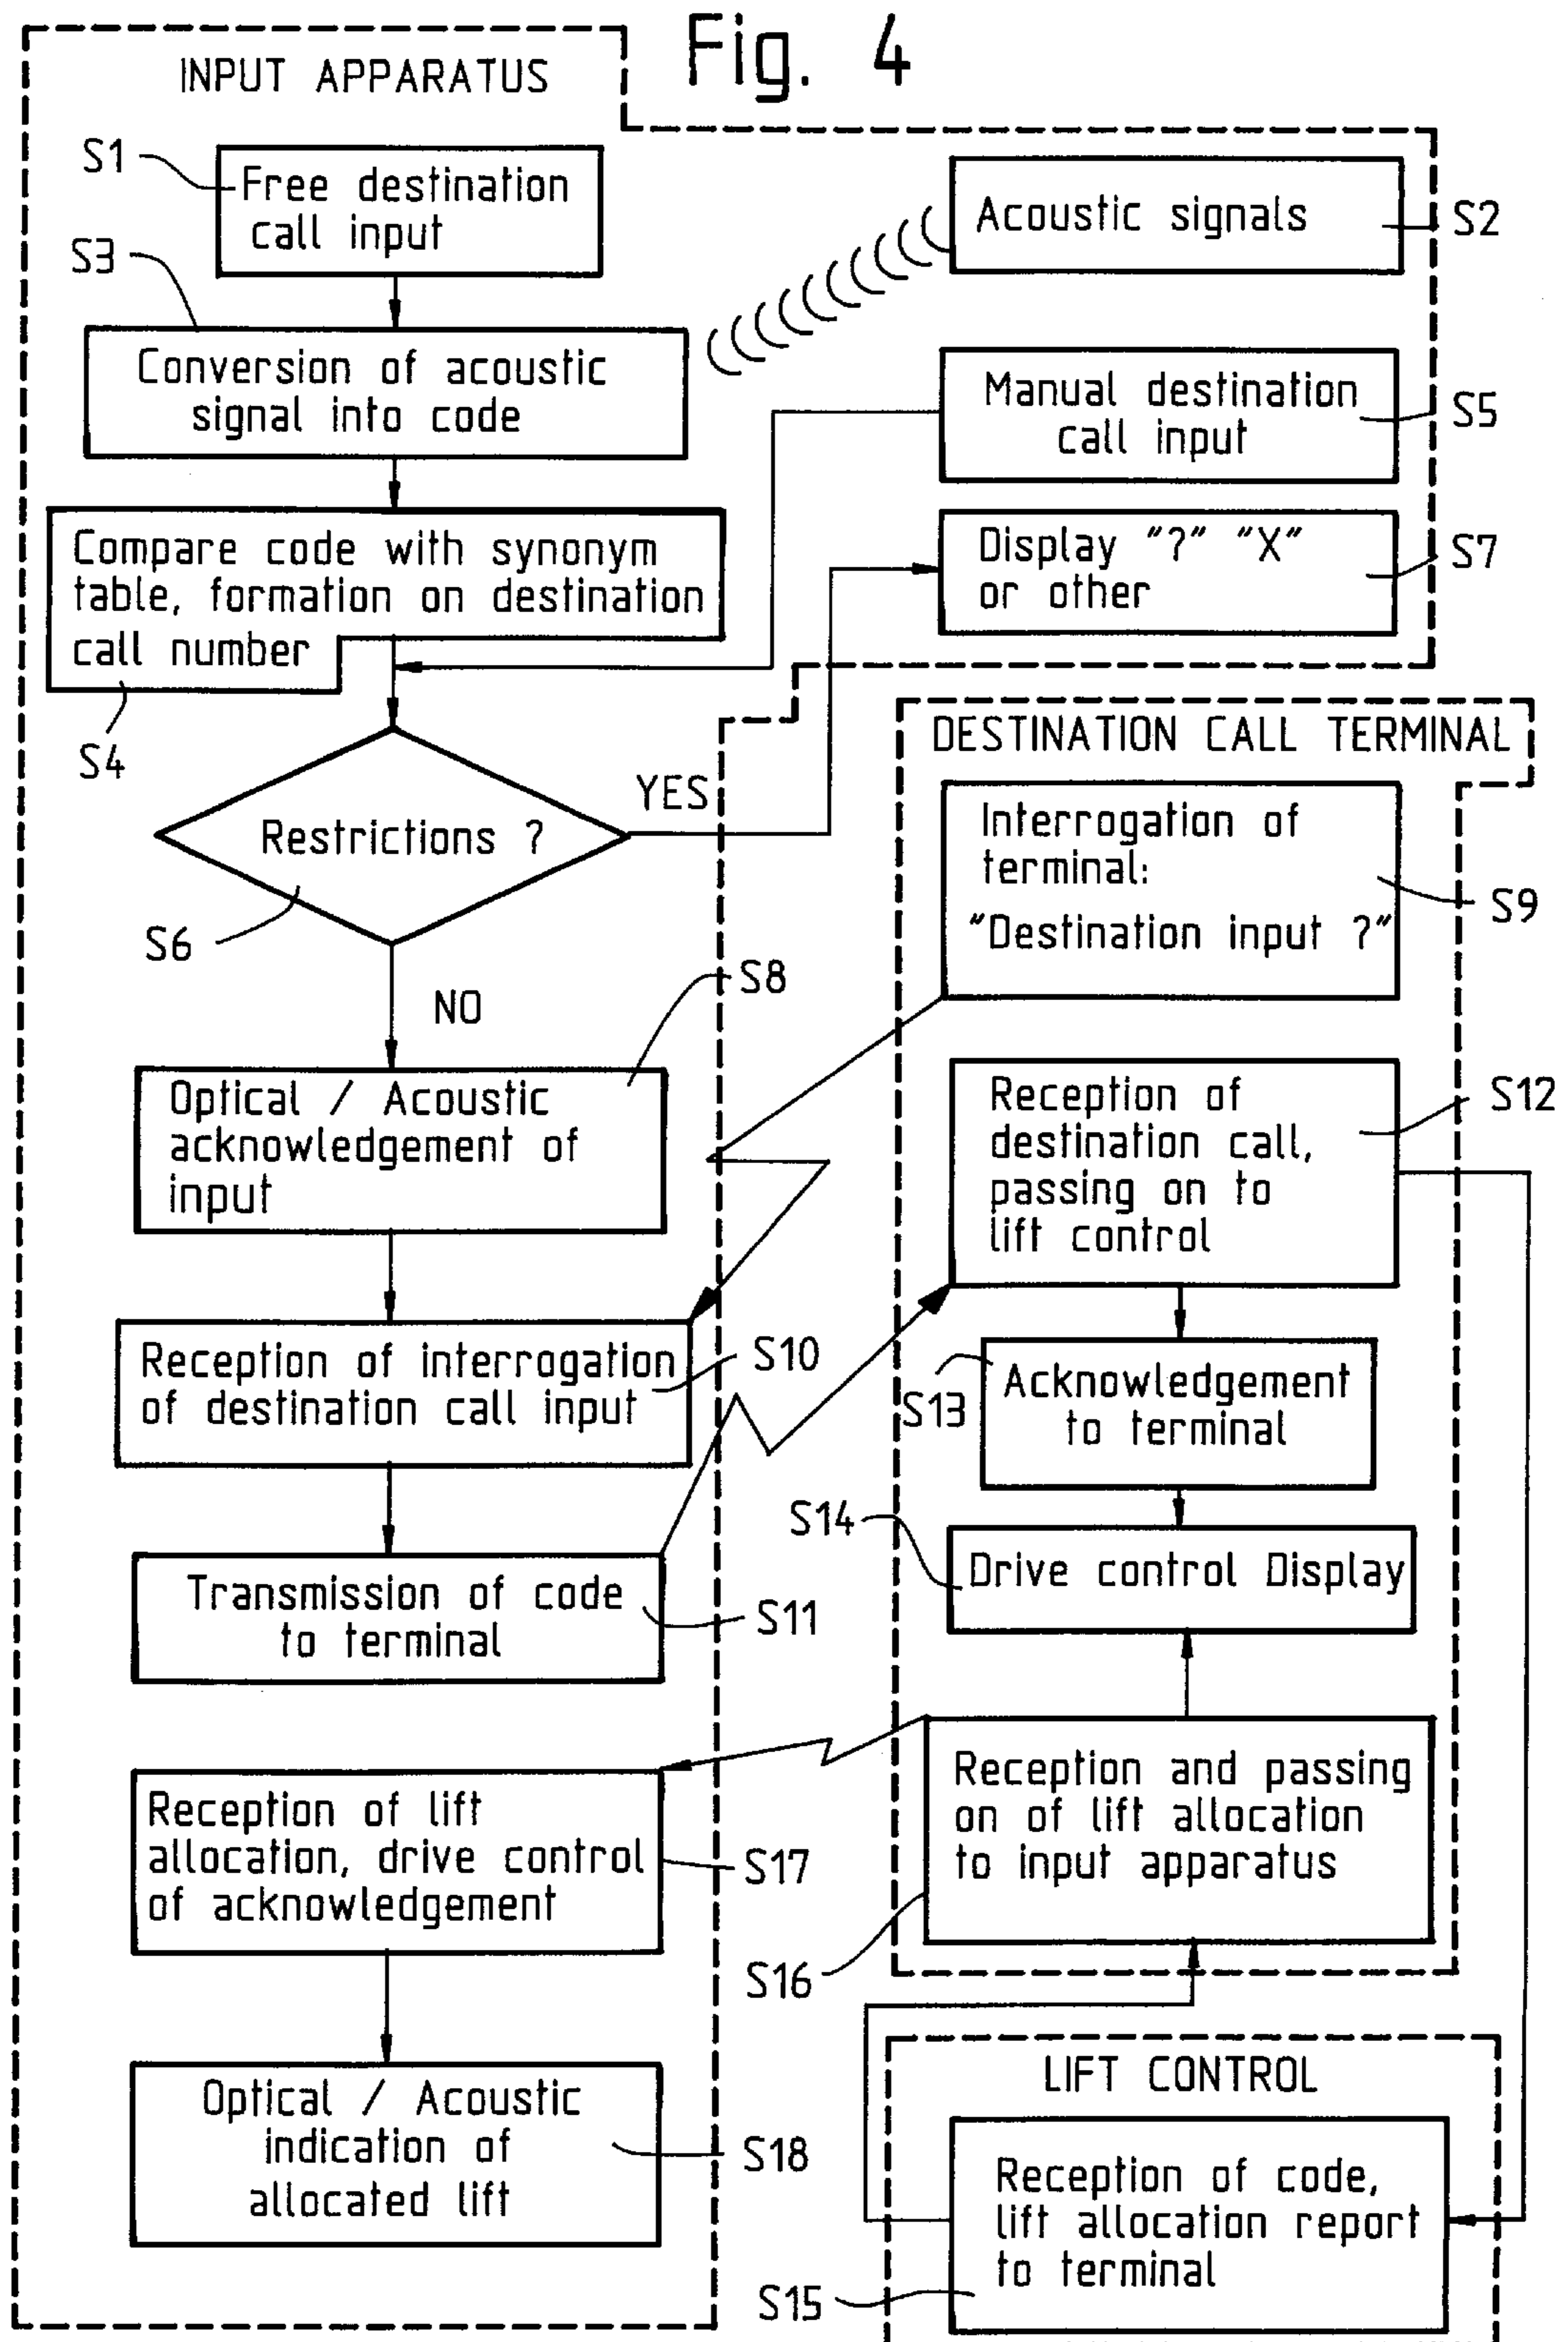 Fig. 4
INPUT APPARATUS
S1
Free destination
call input
Acoustic signals
S2
S3
Conversion of acoustic
signal into code
Manual destination
call input
S5
Compare code with synonym
table, formation on destination
call number
S4
Display "?" "X"
or other
S7
Restrictions ?
YES
S6
NO
DESTINATION CALL TERMINAL
Interrogation of
terminal:
"Destination input ?"
S9
S8
Optical / Acoustic
acknowledgement of
input
Reception of
destination call,
passing on to
lift control
S12
Reception of interrogation
of destination call input
S10
S13
Acknowledgement
to terminal
S14
Drive control Display
Transmission of code
to terminal
S11
Reception of lift
allocation, drive control
of acknowledgement
S17
Reception and passing
on of lift allocation
to input apparatus
S16
Optical / Acoustic
indication of
allocated lift
S18
LIFT CONTROL
Reception of code,
lift allocation report
to terminal
S15